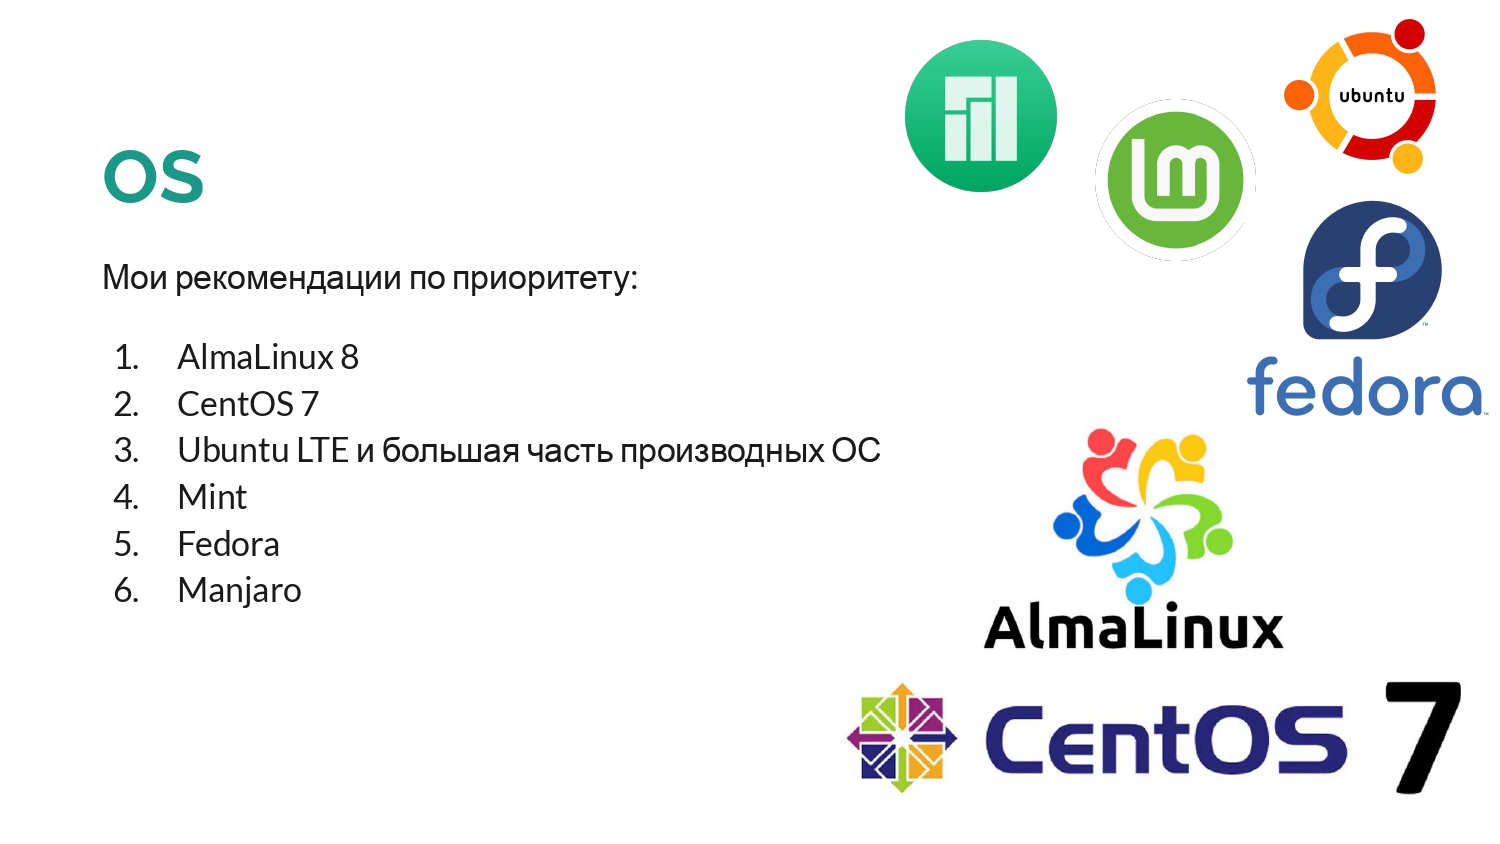 OS
Мои рекомендации по приоритету:
1. AlmaLinux 8
2. CentOS 7
3. Ubuntu LTE и большая часть производных ОС
4. Mint
5. Fedora
6. Manjaro
ubuntu
fedora
AlmaLinux
CentOS 7